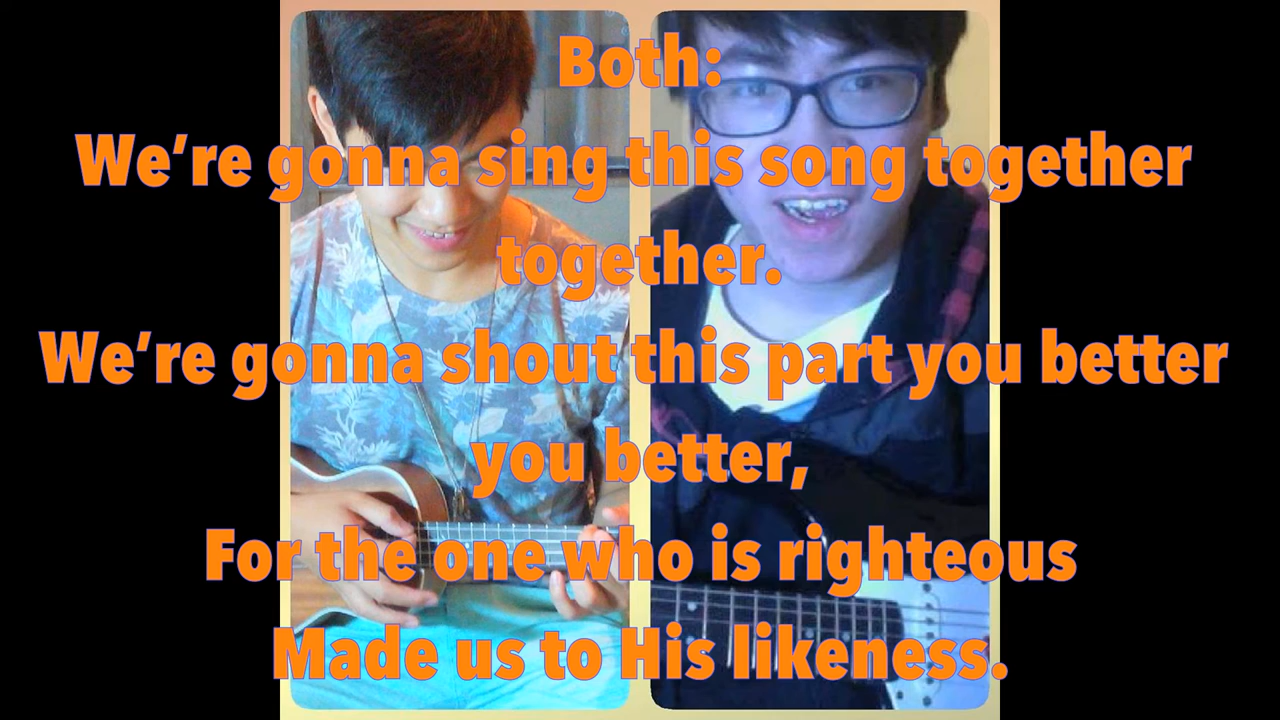 Both:
We’re gonna sing this song together
together.
We’re gonna shout this part you better
you better,
For the one who is righteous
Made us to His likeness.